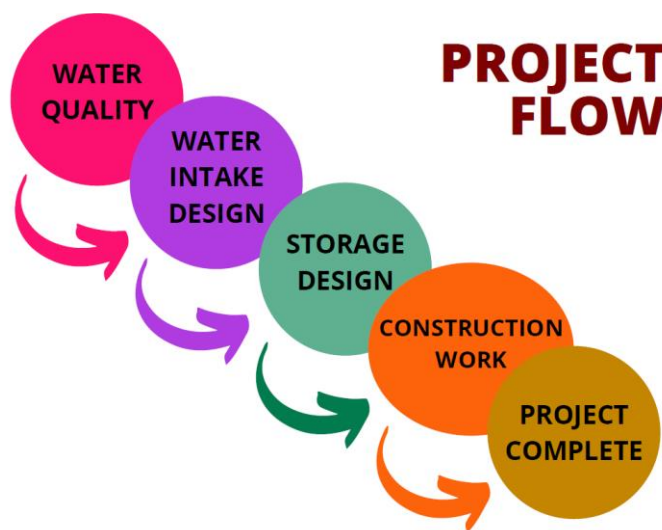 PROJECT
FLOW
WATER
QUALITY
WATER
INTAKE
DESIGN
STORAGE
DESIGN
CONSTRUCTION
WORK
PROJECT
COMPLETE